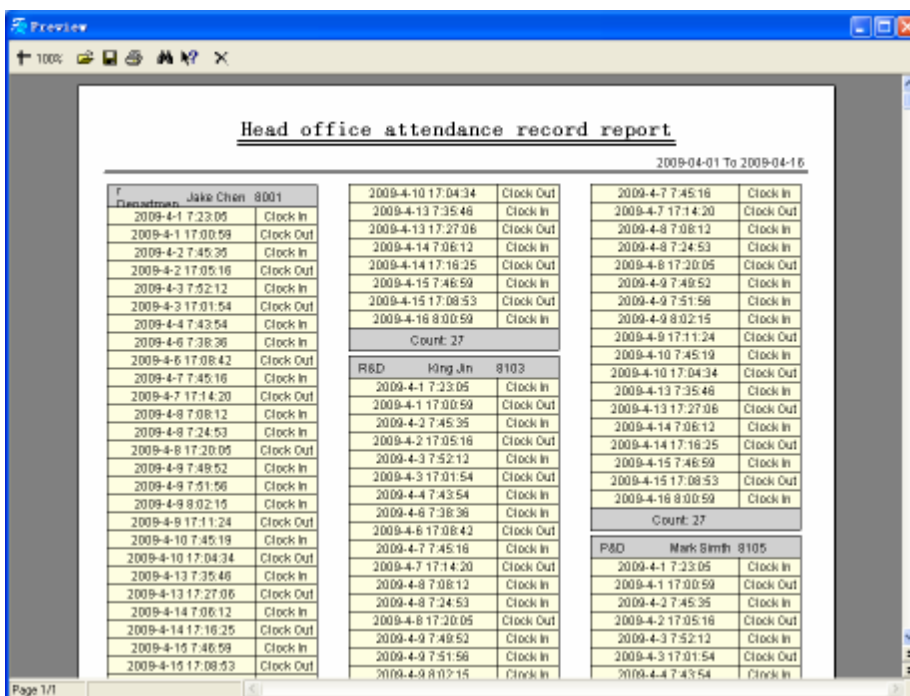 Preview
100%
Head office attendance record report
2009-04-01 To 2009-04-16
Jake Chen 8001
2009-4-1 7:23:05 Clock In
2009-4-1 17:00:59 Clock Out
2009-4-2 7:45:35 Clock In
2009-4-2 17:05:16 Clock Out
2009-4-3 7:52:12 Clock In
2009-4-3 17:01:54 Clock Out
2009-4-4 7:43:54 Clock In
2009-4-6 7:38:36 Clock In
2009-4-6 17:08:42 Clock Out
2009-4-7 7:45:16 Clock In
2009-4-7 17:14:20 Clock Out
2009-4-8 7:08:12 Clock In
2009-4-8 7:24:53 Clock In
2009-4-8 17:20:05 Clock Out
2009-4-9 7:49:52 Clock In
2009-4-9 7:51:56 Clock In
2009-4-9 8:02:15 Clock In
2009-4-9 17:11:24 Clock Out
2009-4-10 7:45:19 Clock In
2009-4-10 17:04:34 Clock Out
2009-4-13 7:35:46 Clock In
2009-4-13 17:27:06 Clock Out
2009-4-14 7:06:12 Clock In
2009-4-14 17:16:25 Clock Out
2009-4-15 7:46:59 Clock In
2009-4-15 17:08:53 Clock Out
2009-4-10 17:04:34 Clock Out
2009-4-13 7:35:46 Clock In
2009-4-13 17:27:06 Clock Out
2009-4-14 7:06:12 Clock In
2009-4-14 17:16:25 Clock Out
2009-4-15 7:46:59 Clock In
2009-4-15 17:08:53 Clock Out
2009-4-16 8:00:59 Clock In
Count: 27
R&D King Jin 8103
2009-4-1 7:23:05 Clock In
2009-4-1 17:00:59 Clock Out
2009-4-2 7:45:35 Clock In
2009-4-2 17:05:16 Clock Out
2009-4-3 7:52:12 Clock In
2009-4-3 17:01:54 Clock Out
2009-4-4 7:43:54 Clock In
2009-4-6 7:38:36 Clock In
2009-4-6 17:08:42 Clock Out
2009-4-7 7:45:16 Clock In
2009-4-7 17:14:20 Clock Out
2009-4-8 7:08:12 Clock In
2009-4-8 7:24:53 Clock In
2009-4-8 17:20:05 Clock Out
2009-4-9 7:49:52 Clock In
2009-4-9 7:51:56 Clock In
2009-4-9 8:02:15 Clock In
2009-4-7 7:45:16 Clock In
2009-4-7 17:14:20 Clock Out
2009-4-8 7:08:12 Clock In
2009-4-8 7:24:53 Clock In
2009-4-8 17:20:05 Clock Out
2009-4-9 7:49:52 Clock In
2009-4-9 7:51:56 Clock In
2009-4-9 8:02:15 Clock In
2009-4-9 17:11:24 Clock Out
2009-4-10 7:45:19 Clock In
2009-4-10 17:04:34 Clock Out
2009-4-13 7:35:46 Clock In
2009-4-13 17:27:06 Clock Out
2009-4-14 7:06:12 Clock In
2009-4-14 17:16:25 Clock Out
2009-4-15 7:46:59 Clock In
2009-4-15 17:08:53 Clock Out
2009-4-16 8:00:59 Clock In
Count: 27
P&D Mark Simth 8105
2009-4-1 7:23:05 Clock In
2009-4-1 17:00:59 Clock Out
2009-4-2 7:45:35 Clock In
2009-4-2 17:05:16 Clock Out
2009-4-3 7:52:12 Clock In
2009-4-3 17:01:54 Clock Out
2009-4-4 7:43:54 Clock In
Page 1/1